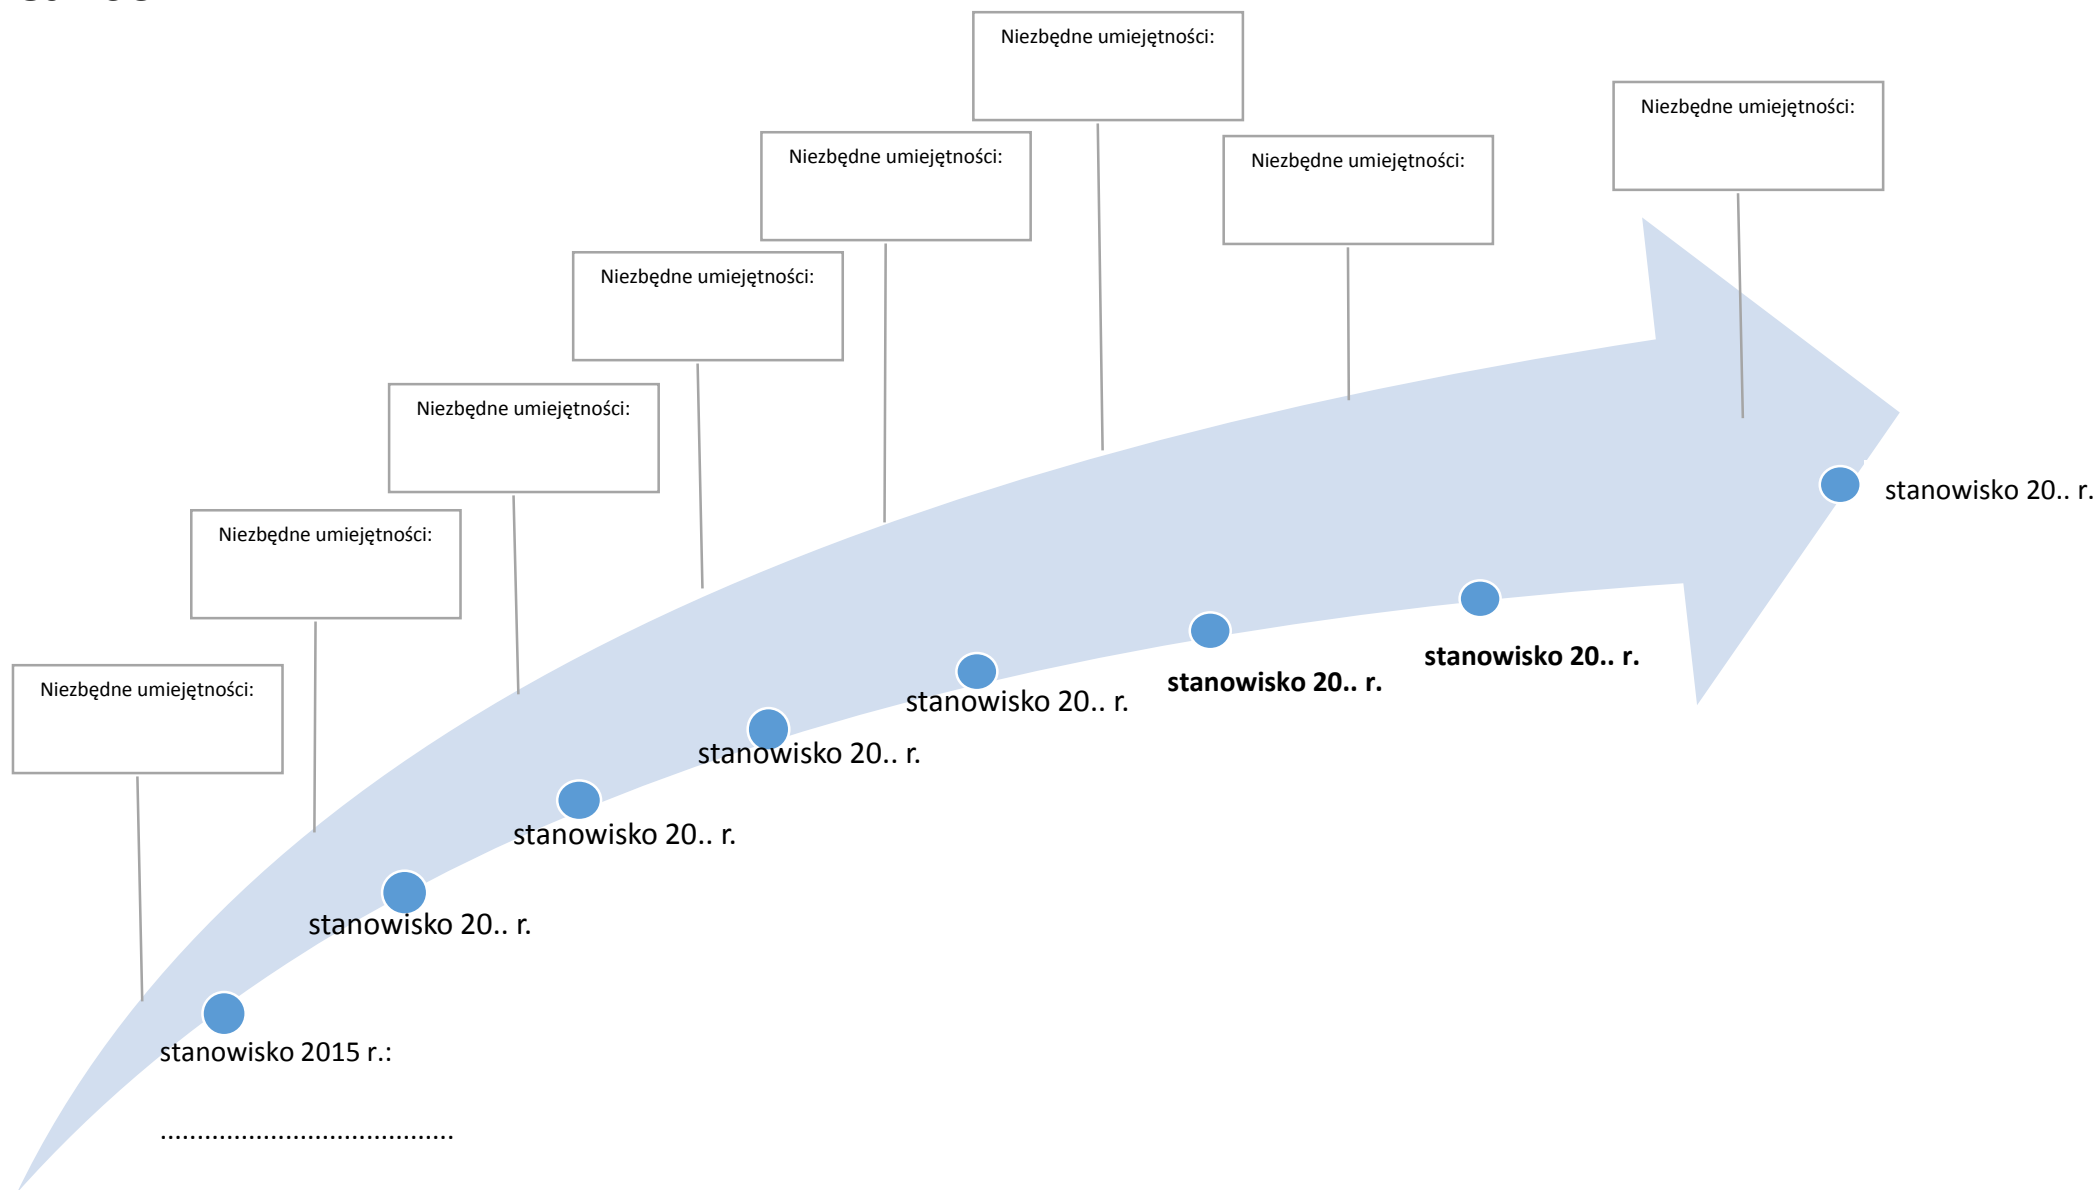 Niezbędne umiejętności:
Niezbędne umiejętności:
Niezbędne umiejętności:
Niezbędne umiejętności:
Niezbędne umiejętności:
Niezbędne umiejętności:
Niezbędne umiejętności:
Niezbędne umiejętności:
stanowisko 20.. r.
stanowisko 20.. r.
stanowisko 20.. r.
stanowisko 20.. r.
stanowisko 20.. r.
stanowisko 20.. r.
stanowisko 20.. r.
stanowisko 2015 r.:
........................................